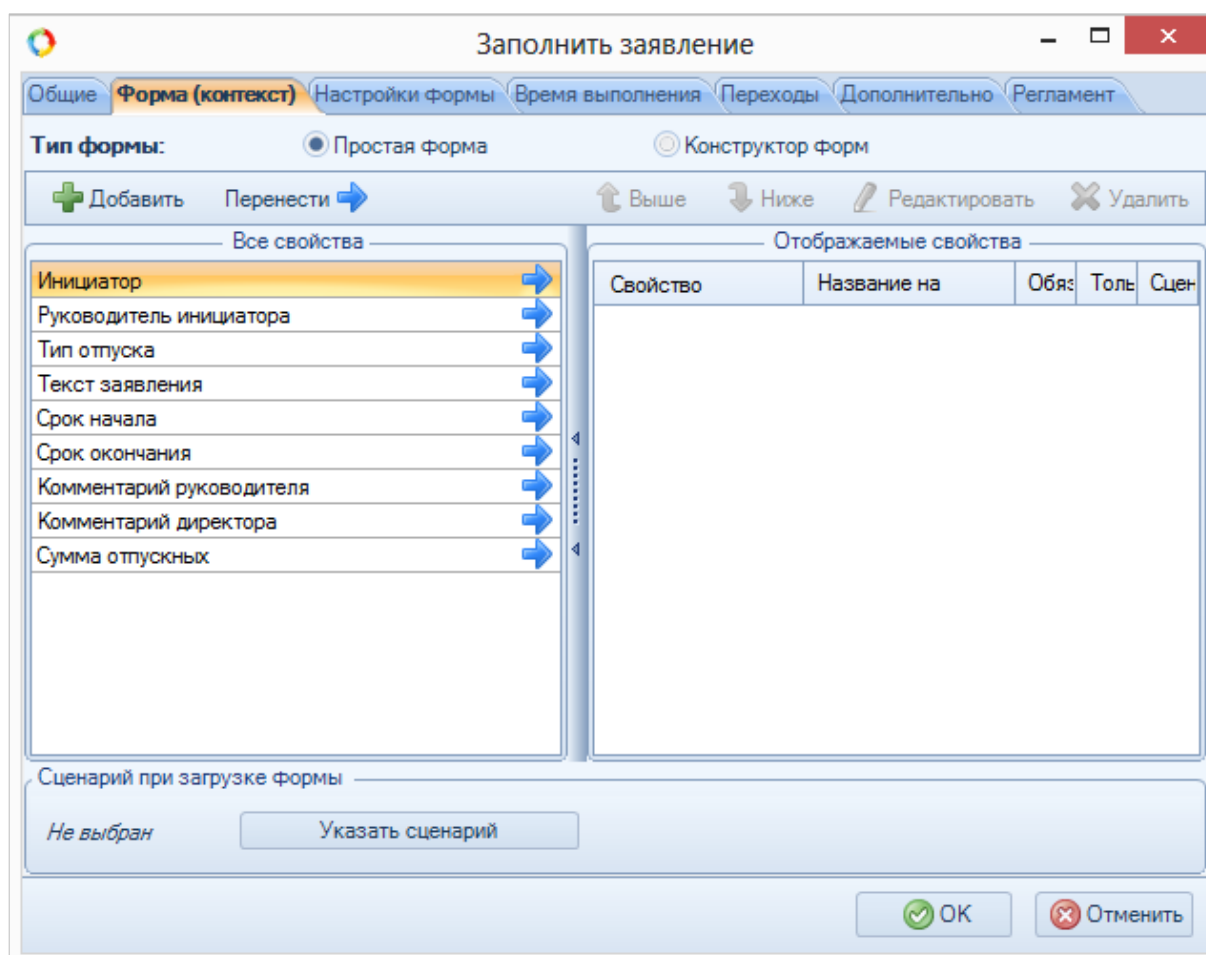 Заполнить заявление
Общие Форма (контекст) Настройки формы Время выполнения Переходы Дополнительно Регламент
Тип формы: Простая форма Конструктор форм
Добавить Перенести Выше Ниже Редактировать Удалить
Все свойства Отображаемые свойства
Свойство Название на Обяз Толь Сцен
Инициатор
Руководитель инициатора
Тип отпуска
Текст заявления
Срок начала
Срок окончания
Комментарий руководителя
Комментарий директора
Сумма отпускных
Сценарий при загрузке формы
Не выбран Указать сценарий
OK Отменить